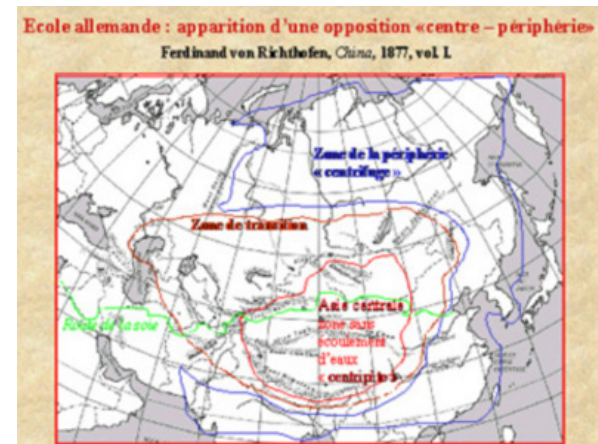 Ecole allemande : apparition d'une opposition «centre – périphérie»
Ferdinand von Richthofen, China, 1877, vol I.
Zone de la périphérie
« centrifuge »
Zone de transition
Route de la soie
Asie centrale
zone sans
écoulement
d'eaux
« centripète »